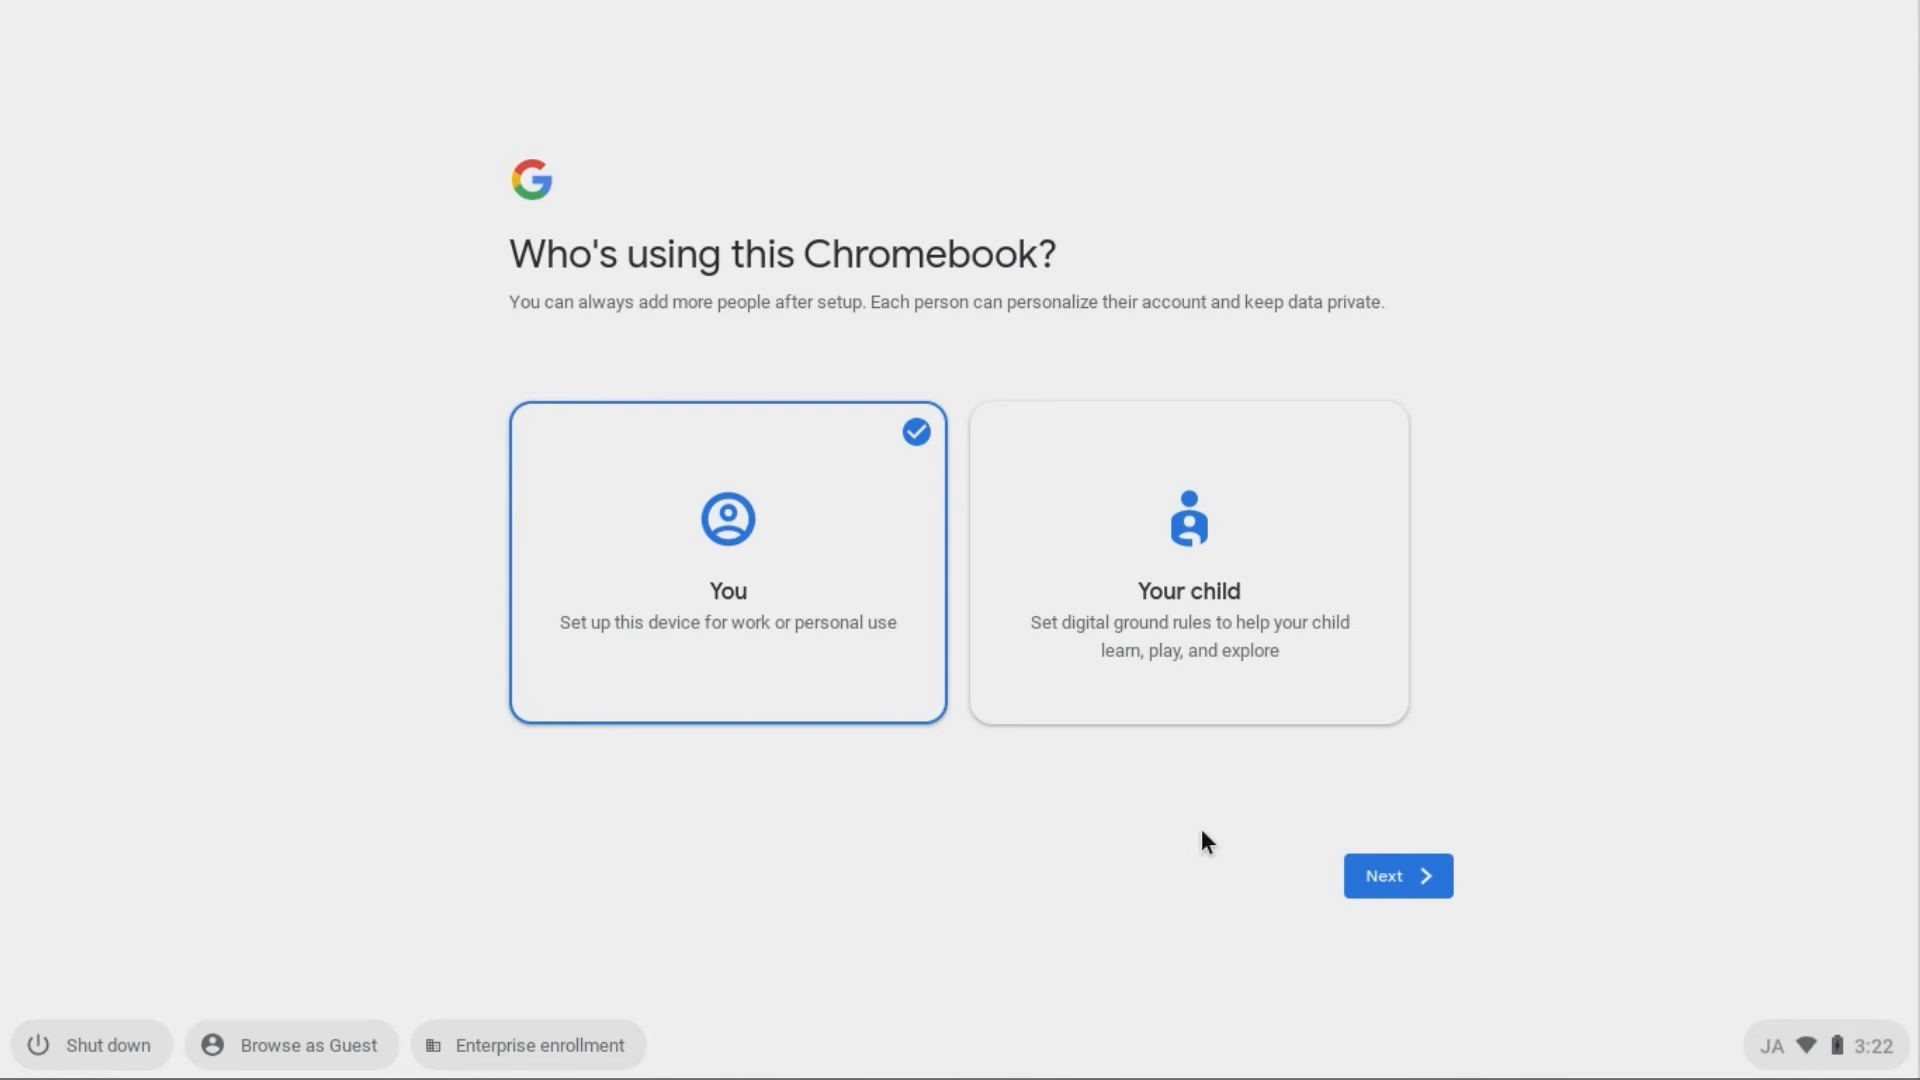 Who's using this Chromebook?
You can always add more people after setup. Each person can personalize their account and keep data private.
You
Set up this device for work or personal use
Your child
Set digital ground rules to help your child
learn, play, and explore
Next
Shut down
Browse as Guest
Enterprise enrollment
JA
3:22